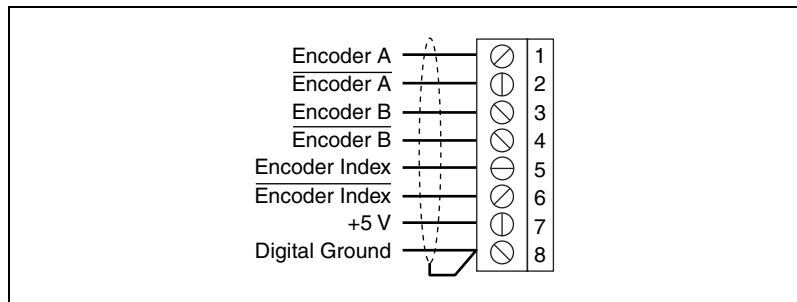 Encoder A 1
Encoder A 2
Encoder B 3
Encoder B 4
Encoder Index 5
Encoder Index 6
+5 V 7
Digital Ground 8